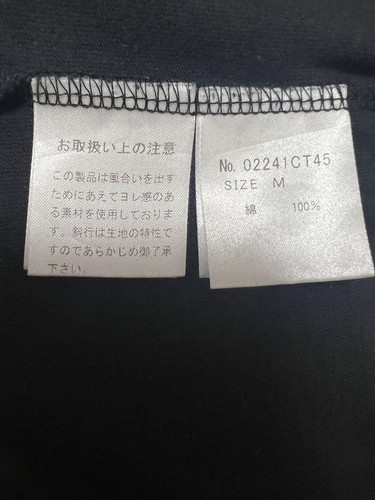 お取扱い上の注意
この製品は風合いを出す
ためにあえてヨレ感のあ
る素材を使用しておりま
す。斜行は生地の特性で
すのであらかじめ御了承
下さい。
No. 02241CT45
SIZE M
綿 100%